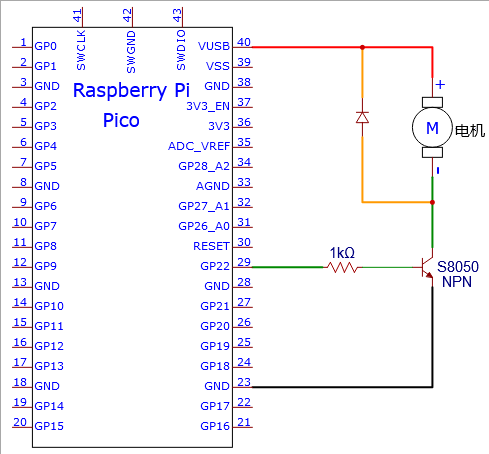 41 42 43
SWCLK SWGND SWDIO
1 GP0 VUSB 40
2 GP1 VSS 39
3 GND GND 38
Raspberry Pi
Pico
4 GP2 3V3_EN 37
5 GP3 3V3 36
6 GP4 ADC_VREF 35
7 GP5 GP28_A2 34
8 GND AGND 33
9 GP6 GP27_A1 32
10 GP7 GP26_A0 31
11 GP8 RESET 30
12 GP9 GP22 29
13 GND GND 28
14 GP10 GP21 27
15 GP11 GP20 26
16 GP12 GP19 25
17 GP13 GP18 24
18 GND GND 23
19 GP14 GP17 22
20 GP15 GP16 21
+
M 电机
-
1kΩ
S8050
NPN